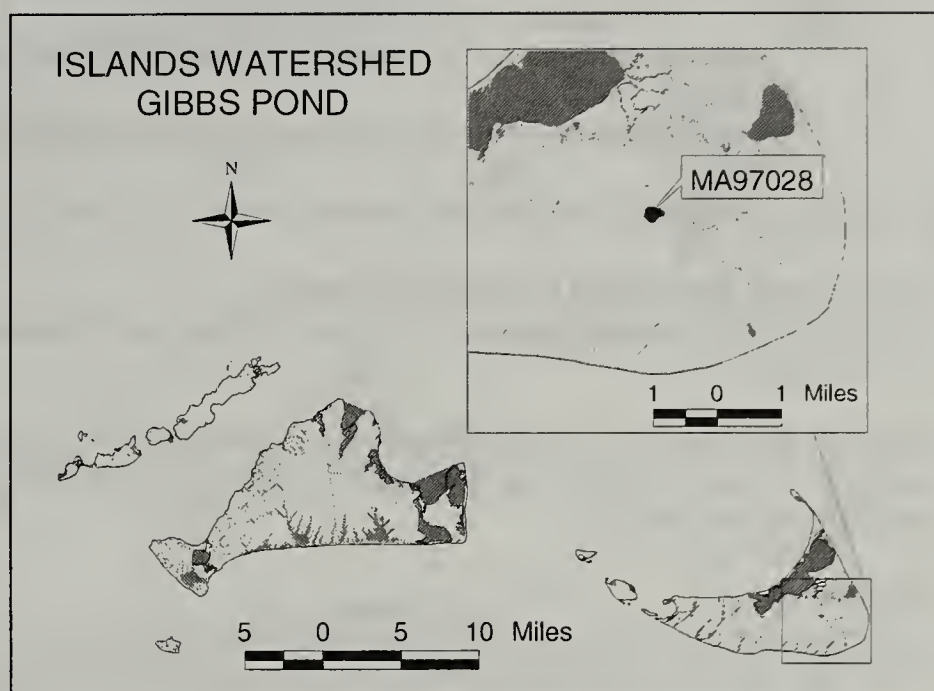 ISLANDS WATERSHED
GIBBS POND
N
MA97028
1 0 1 Miles
5 0 5 10 Miles